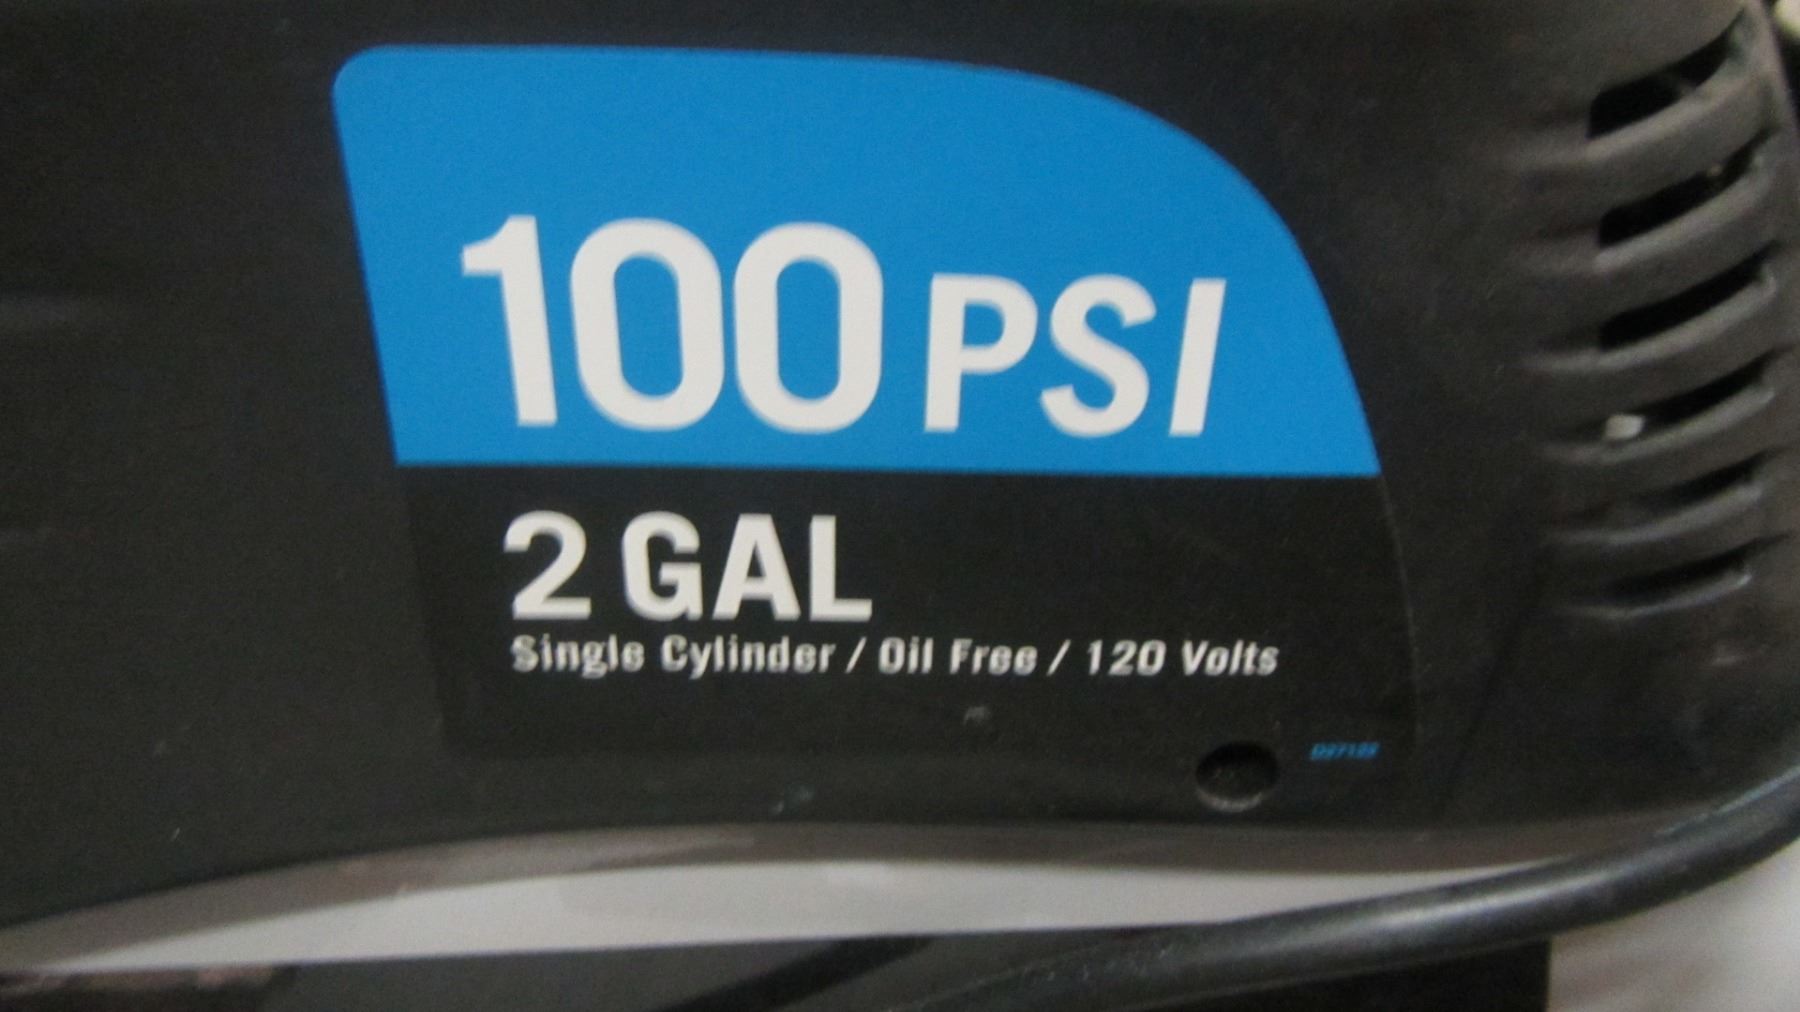 100 PSI
2 GAL
Single Cylinder / Oil Free / 120 Volts